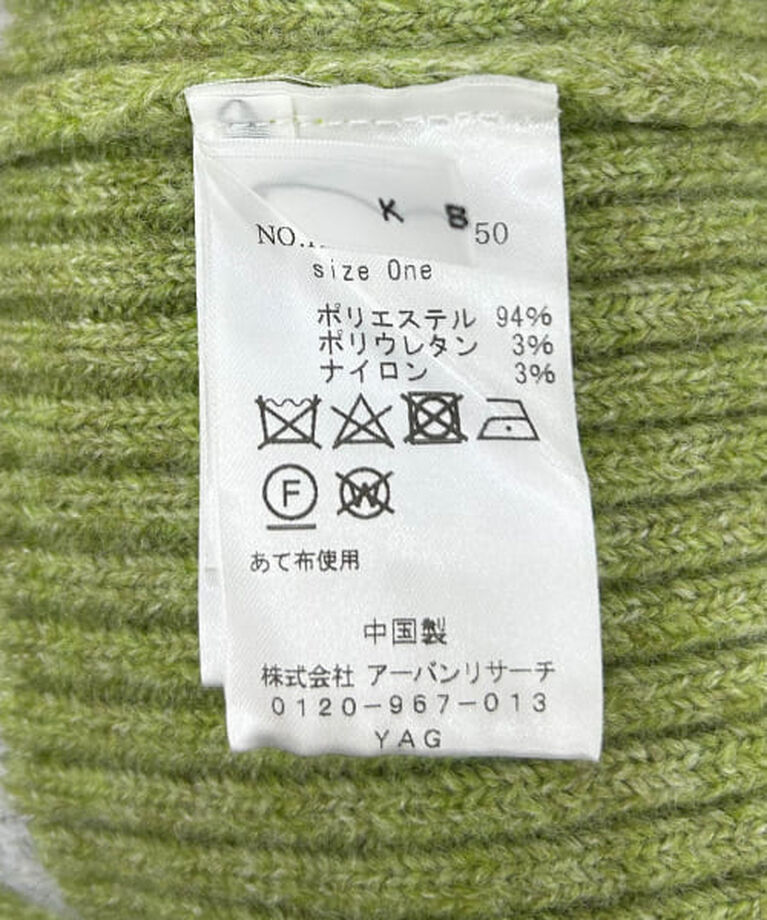 K B
NO. 50
size One
ポリエステル 94%
ポリウレタン 3%
ナイロン 3%
F W
あて布使用
中国製
株式会社 アーバンリサーチ
0120-967-013
YAG